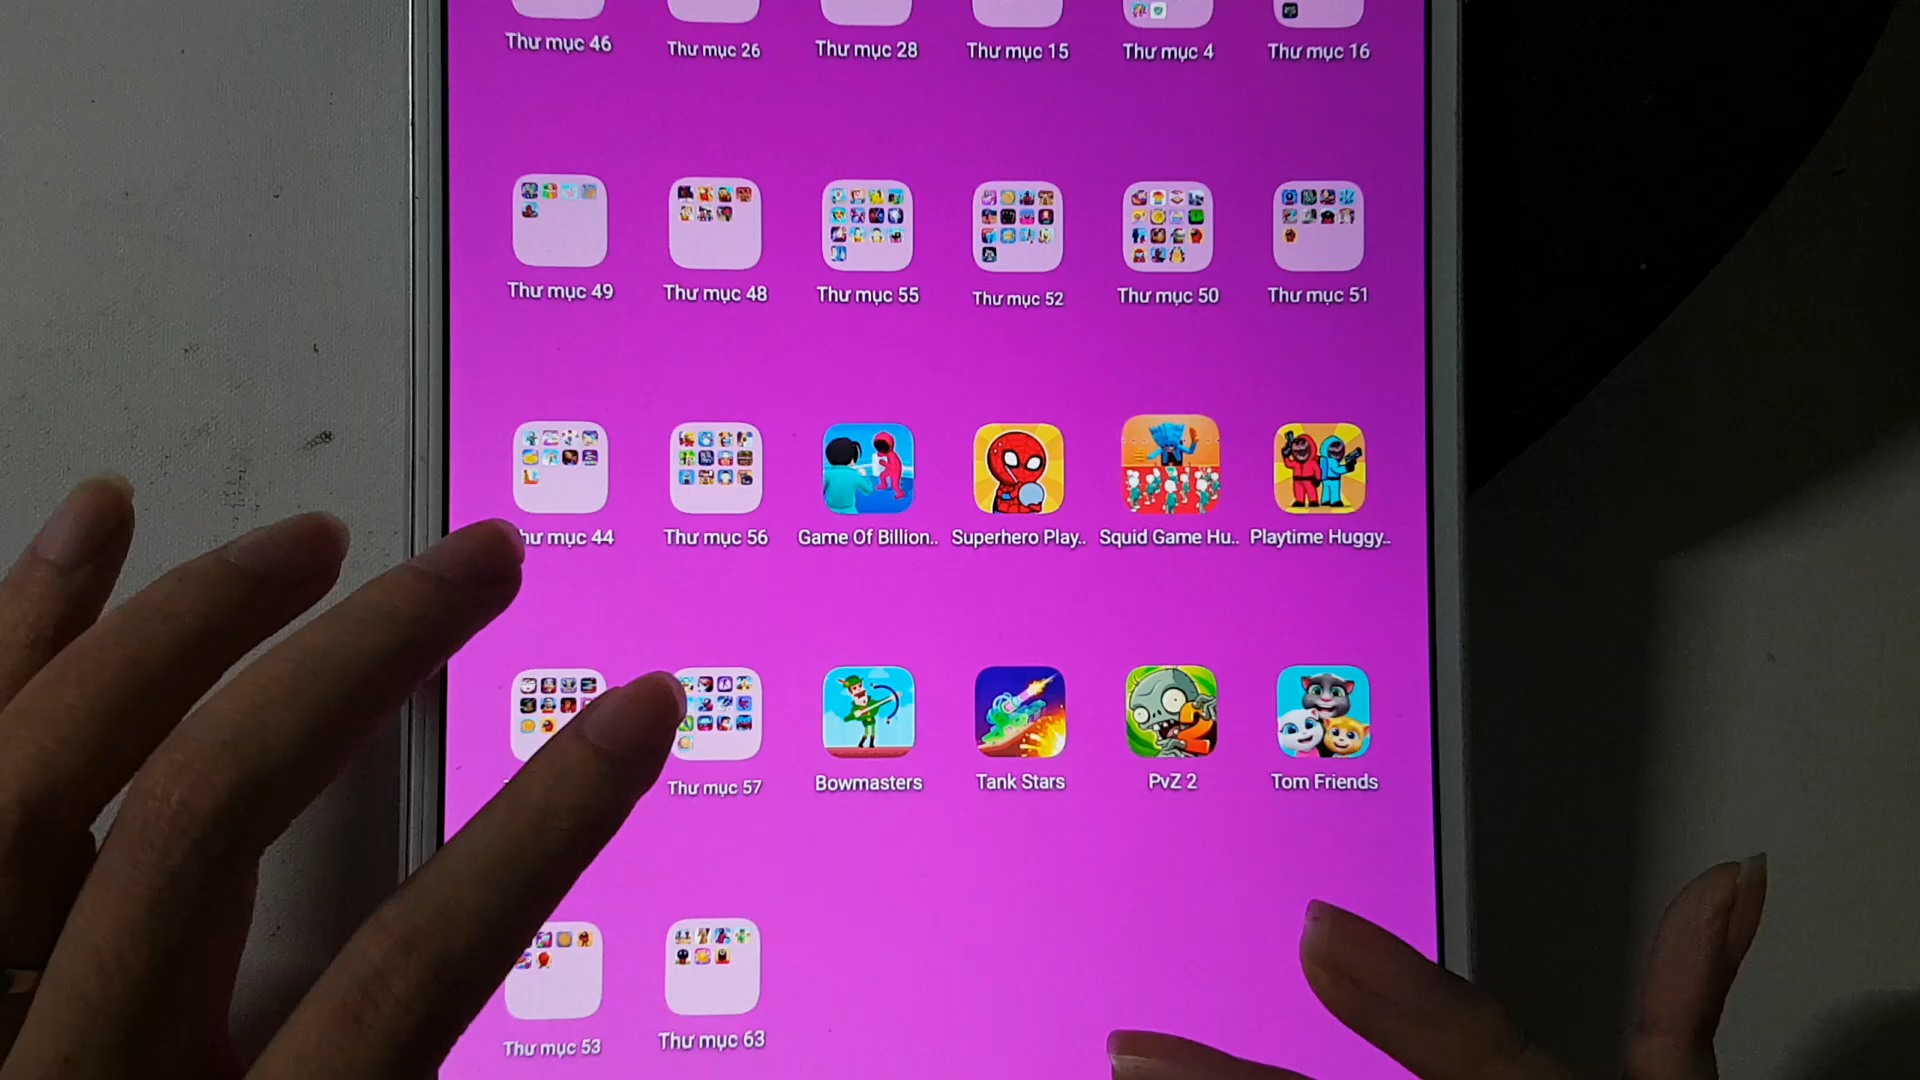 Thư mục 46
Thư mục 26
Thư mục 28
Thư mục 15
Thư mục 4
Thư mục 16
Thư mục 49
Thư mục 48
Thư mục 55
Thư mục 52
Thư mục 50
Thư mục 51
hư mục 44
Thư mục 56
Game Of Billion..
Superhero Play..
Squid Game Hu..
Playtime Huggy..
Thư mục 57
Bowmasters
Tank Stars
2
PvZ 2
Tom Friends
Thư mục 53
Thư mục 63